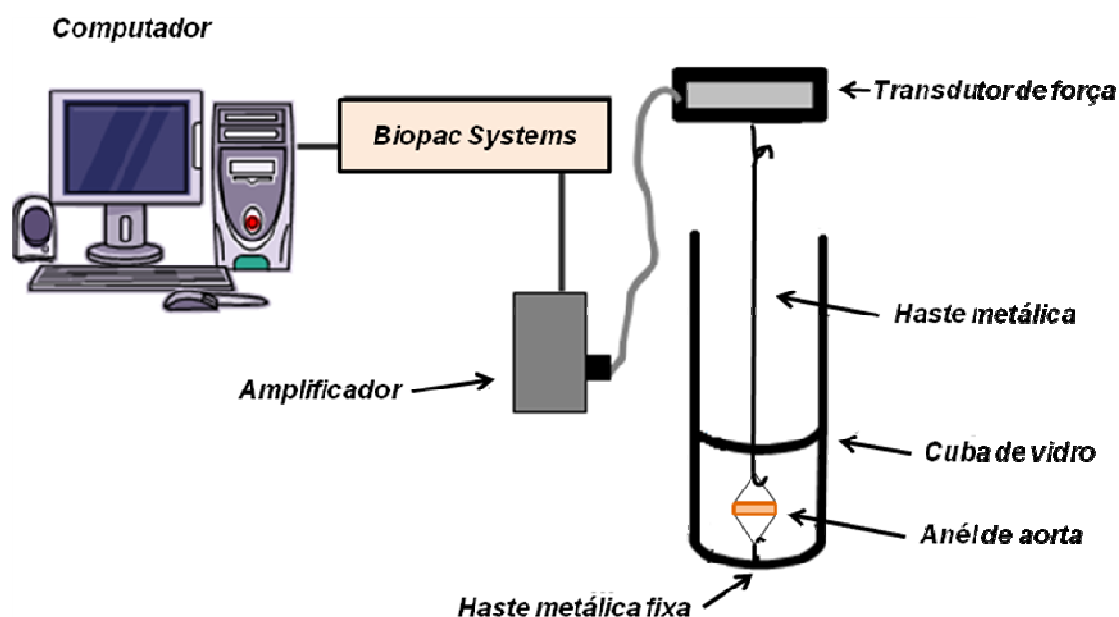 Computador
Biopac Systems
Transdutor de força
Haste metálica
Amplificador
Cuba de vidro
Anél de aorta
Haste metálica fixa